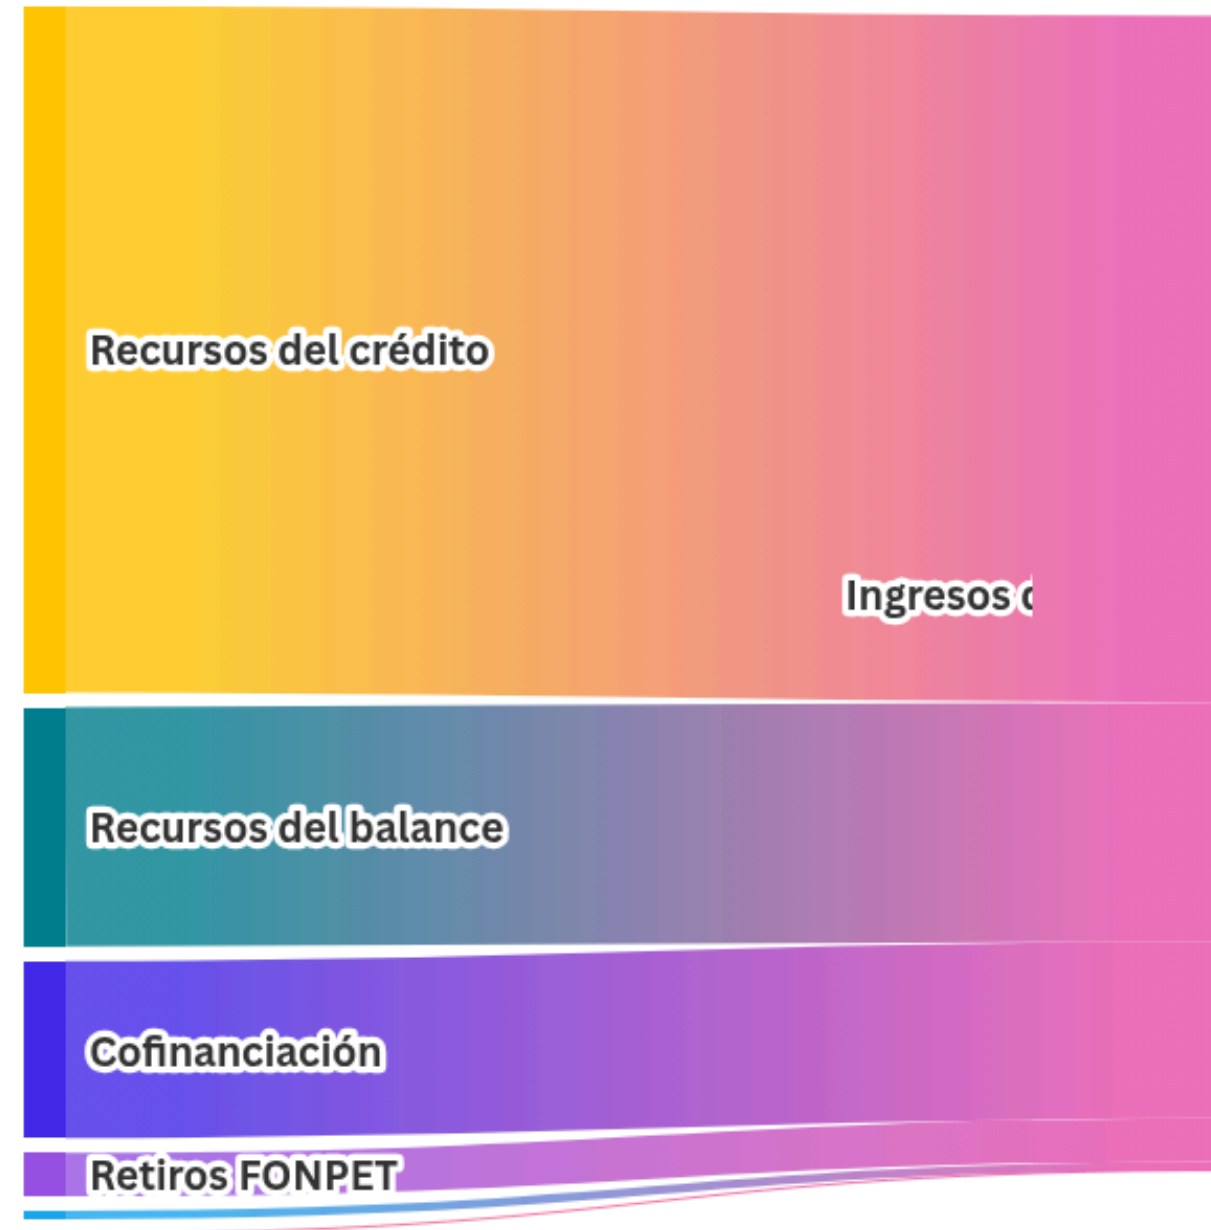 Recursos del crédito
Ingresos
Recursos del balance
Cofinanciación
Retiros FONPET